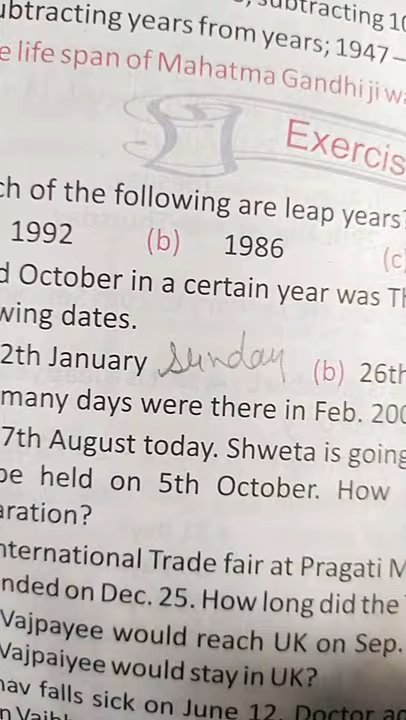 subtracting 10
ubtracting years from years; 1947–
e life span of Mahatma Gandhi ji wa
Exercis
ch of the following are leap years?
1992 (b) 1986 (c)
d October in a certain year was Th
wing dates.
2th January sunday (b) 26th
many days were there in Feb. 200
7th August today. Shweta is going
be held on 5th October. How
aration?
nternational Trade fair at Pragati M
nded on Dec. 25. How long did the
Vajpayee would reach UK on Sep.
Vajpaiyee would stay in UK?
nav falls sick on June 12. Doctor ad